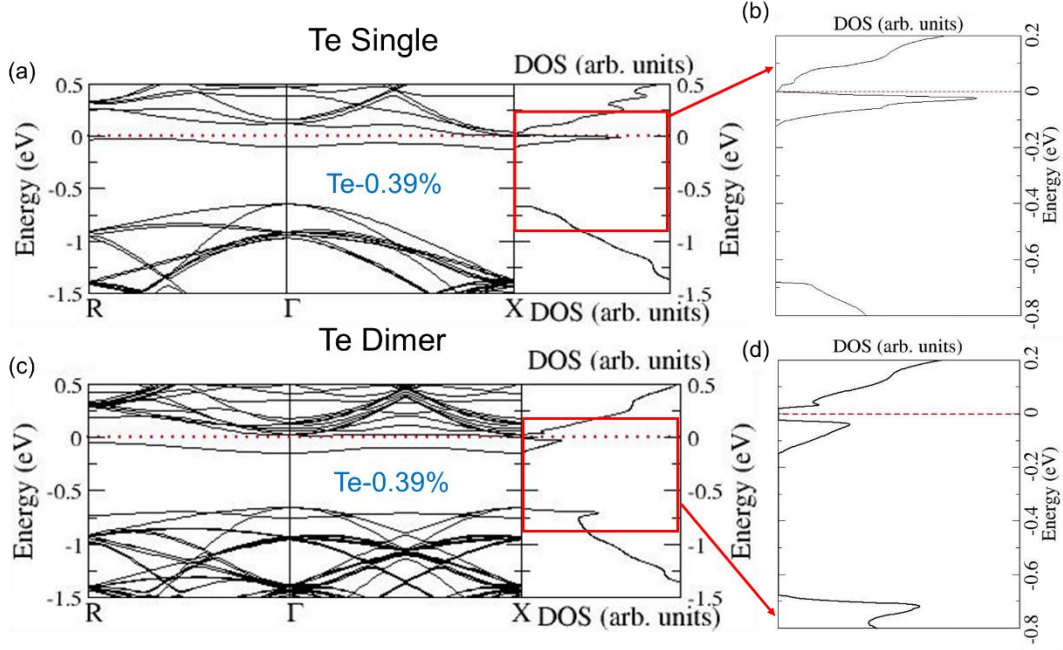 Te Single
(a)
DOS (arb. units)
Energy (eV)
0.5
0
-0.5
-1
-1.5
Te-0.39%
R
Γ
X
DOS (arb. units)
0.5
0
-0.5
-1
-1.5
Energy (eV)
(b)
DOS (arb. units)
0.2
0
-0.2
-0.4
-0.6
-0.8
Energy (eV)
Te Dimer
(c)
DOS (arb. units)
Energy (eV)
0.5
0
-0.5
-1
-1.5
Te-0.39%
R
Γ
X
DOS (arb. units)
0.5
0
-0.5
-1
-1.5
Energy (eV)
(d)
DOS (arb. units)
0.2
0
-0.2
-0.4
-0.6
-0.8
Energy (eV)